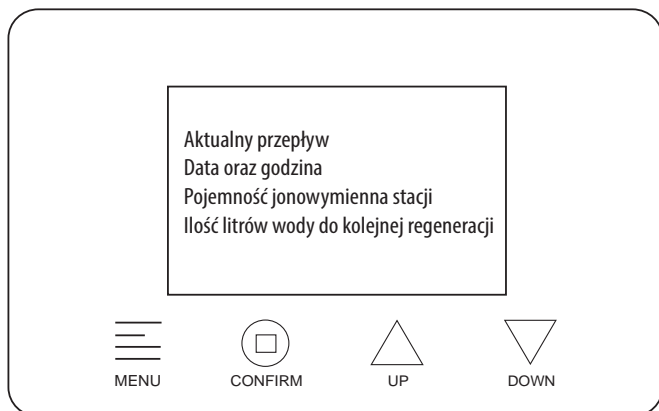 Aktualny przepływ
Data oraz godzina
Pojemność jonowymienna stacji
Ilość litrów wody do kolejnej regeneracji
MENU CONFIRM UP DOWN